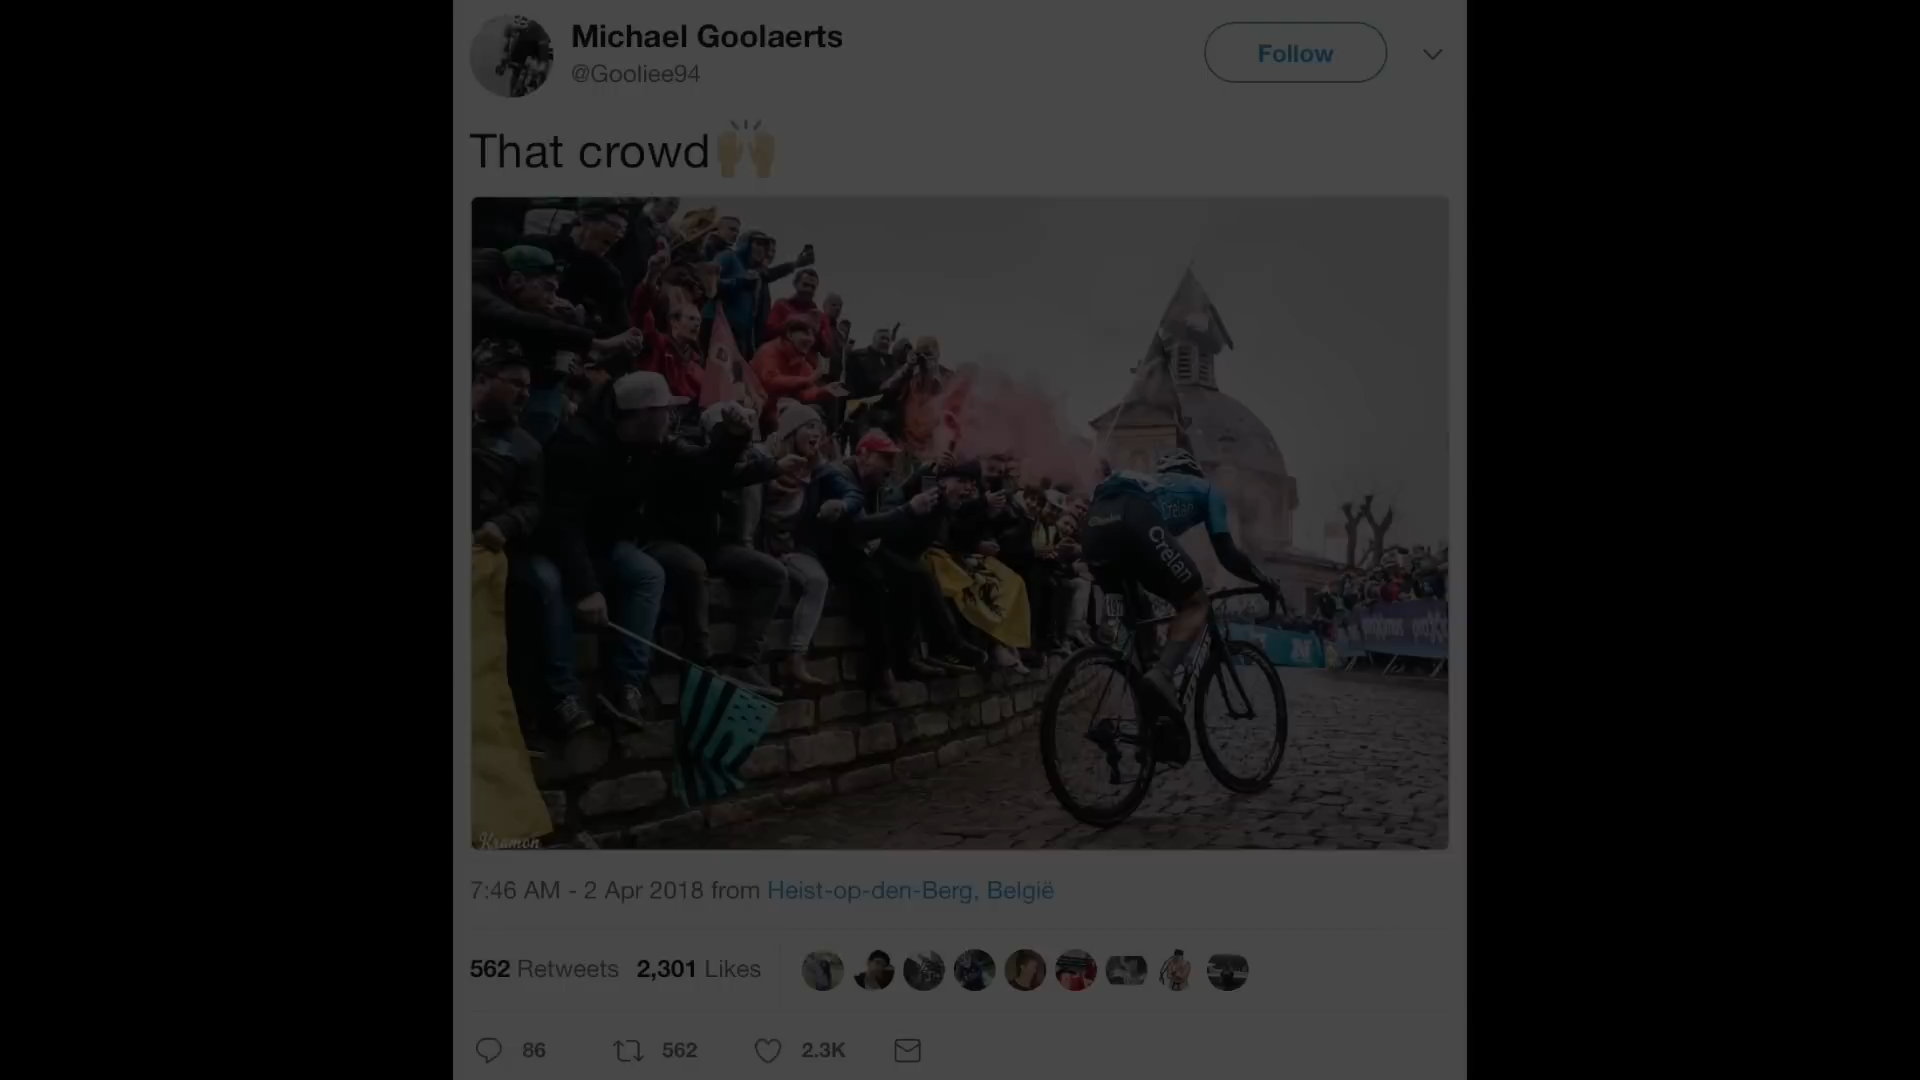 Michael Goolaerts
@Gooliee94
Follow
That crowd🙌🏼
Crelan
Crelan
Kramon
7:46 AM - 2 Apr 2018 from Heist-op-den-Berg, België
562 Retweets 2,301 Likes
86 562 2.3K